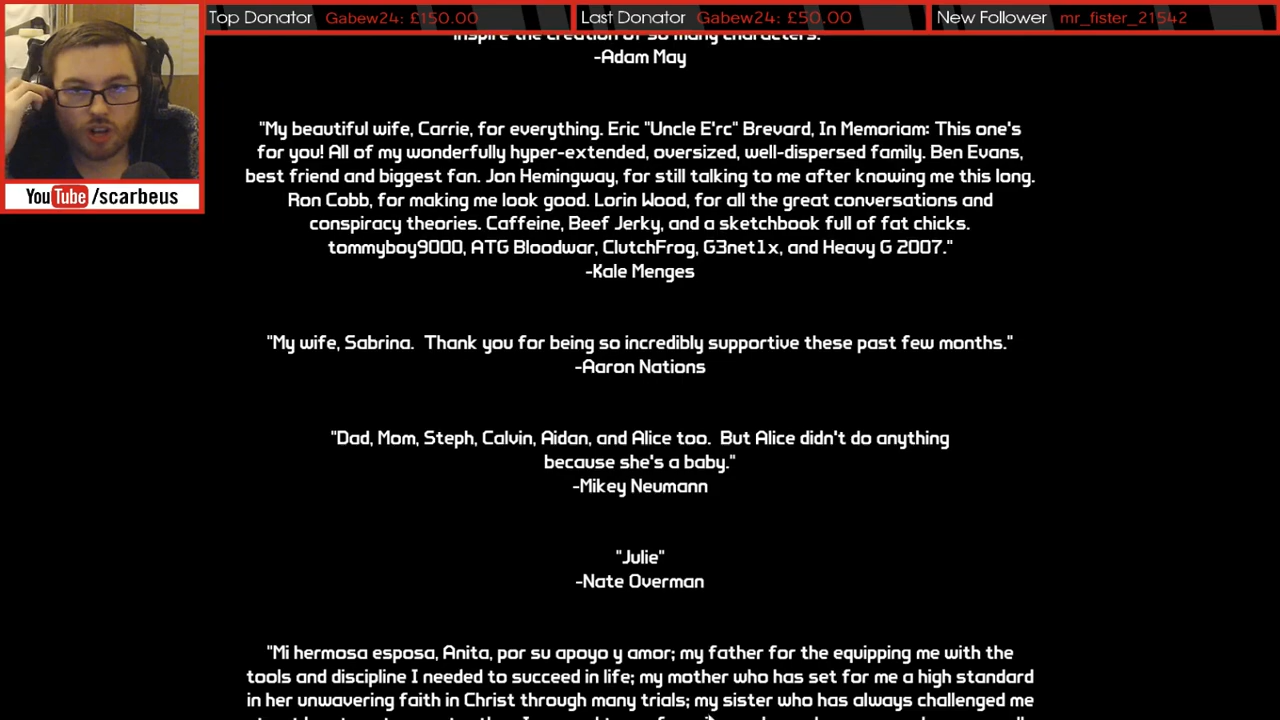 Top Donator Gabew24: £150.00 Last Donator Gabew24: £50.00 New Follower mr_fister_21542
inspire the creation of so many characters.
-Adam May
"My beautiful wife, Carrie, for everything. Eric "Uncle E'rc" Brevard, In Memoriam: This one's
for you! All of my wonderfully hyper-extended, oversized, well-dispersed family. Ben Evans,
best friend and biggest fan. Jon Hemingway, for still talking to me after knowing me this long.
Ron Cobb, for making me look good. Lorin Wood, for all the great conversations and
conspiracy theories. Caffeine, Beef Jerky, and a sketchbook full of fat chicks.
tommyboy9000, ATG Bloodwar, ClutchFrog, G3net1x, and Heavy G 2007."
-Kale Menges
"My wife, Sabrina. Thank you for being so incredibly supportive these past few months."
-Aaron Nations
"Dad, Mom, Steph, Calvin, Aidan, and Alice too. But Alice didn't do anything
because she's a baby."
-Mikey Neumann
"Julie"
-Nate Overman
"Mi hermosa esposa, Anita, por su apoyo y amor; my father for the equipping me with the
tools and discipline I needed to succeed in life; my mother who has set for me a high standard
in her unwavering faith in Christ through many trials; my sister who has always challenged me
YouTube /scarbeus